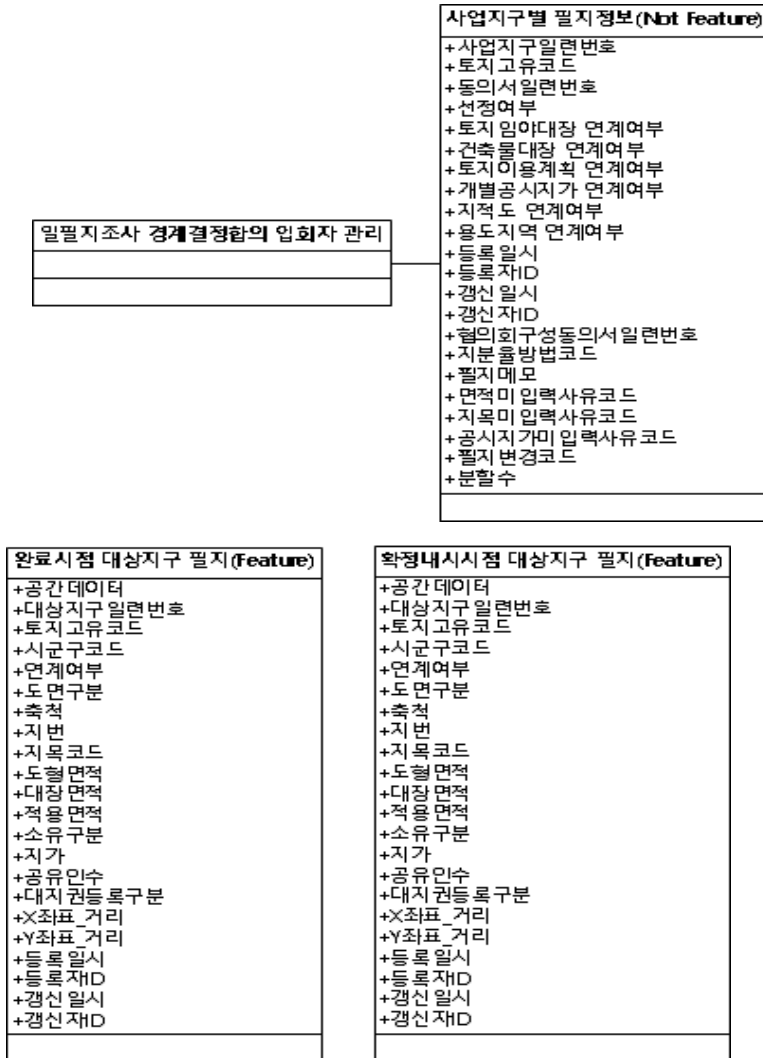 사업지구별 필지정보(Not Feature)
+사업지구일련번호
+토지고유코드
+동의서일련번호
+선정여부
+토지임야대장 연계여부
+건축물대장 연계여부
+토지이용계획 연계여부
+개별공시지가 연계여부
+지적도 연계여부
+용도지역 연계여부
+등록일시
+등록자ID
+갱신일시
+갱신자ID
+협의회구성동의서일련번호
+지분율방법코드
+필지메모
+면적미입력사유코드
+지목미입력사유코드
+공시지가미입력사유코드
+필지변경코드
+분할수
일필지조사 경계결정합의 입회자 관리
완료시점 대상지구 필지(Feature)
+공간데이터
+대상지구일련번호
+토지고유코드
+시군구코드
+연계여부
+도면구분
+축척
+지번
+지목코드
+도형면적
+대장면적
+적용면적
+소유구분
+지가
+공유인수
+대지권등록구분
+X좌표_거리
+Y좌표_거리
+등록일시
+등록자ID
+갱신일시
+갱신자ID
확정내시시점 대상지구 필지(Feature)
+공간데이터
+대상지구일련번호
+토지고유코드
+시군구코드
+연계여부
+도면구분
+축척
+지번
+지목코드
+도형면적
+대장면적
+적용면적
+소유구분
+지가
+공유인수
+대지권등록구분
+X좌표_거리
+Y좌표_거리
+등록일시
+등록자ID
+갱신일시
+갱신자ID